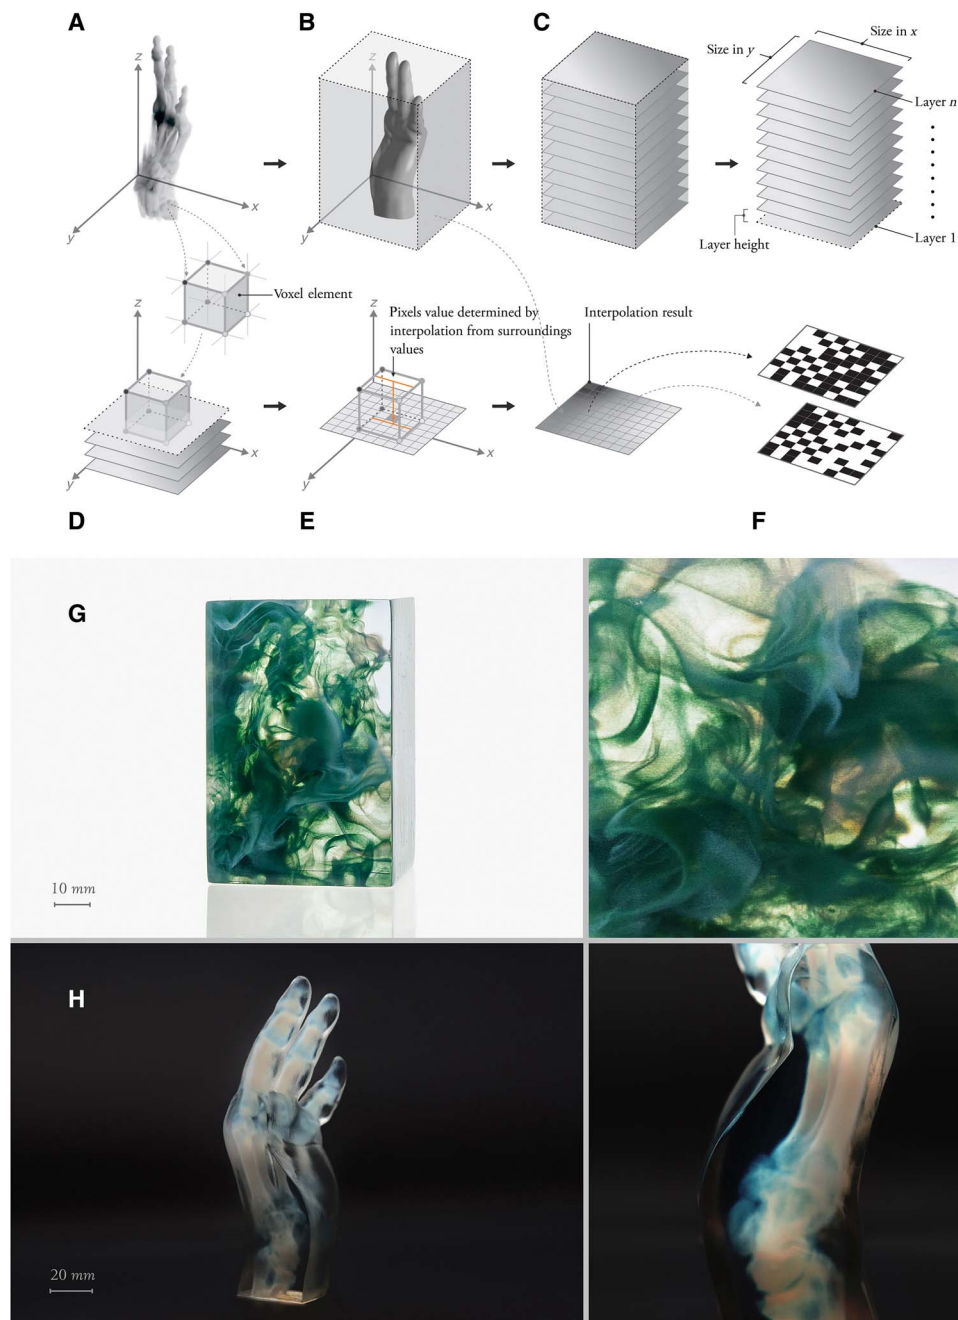 A
B
C
Size in x
Size in y
z
z
Layer n
x
x
y
y
Layer height
Layer 1
Voxel element
z
z
Pixels value determined by
interpolation from surroundings
values
Interpolation result
x
x
y
y
D
E
F
G
10 mm
H
20 mm